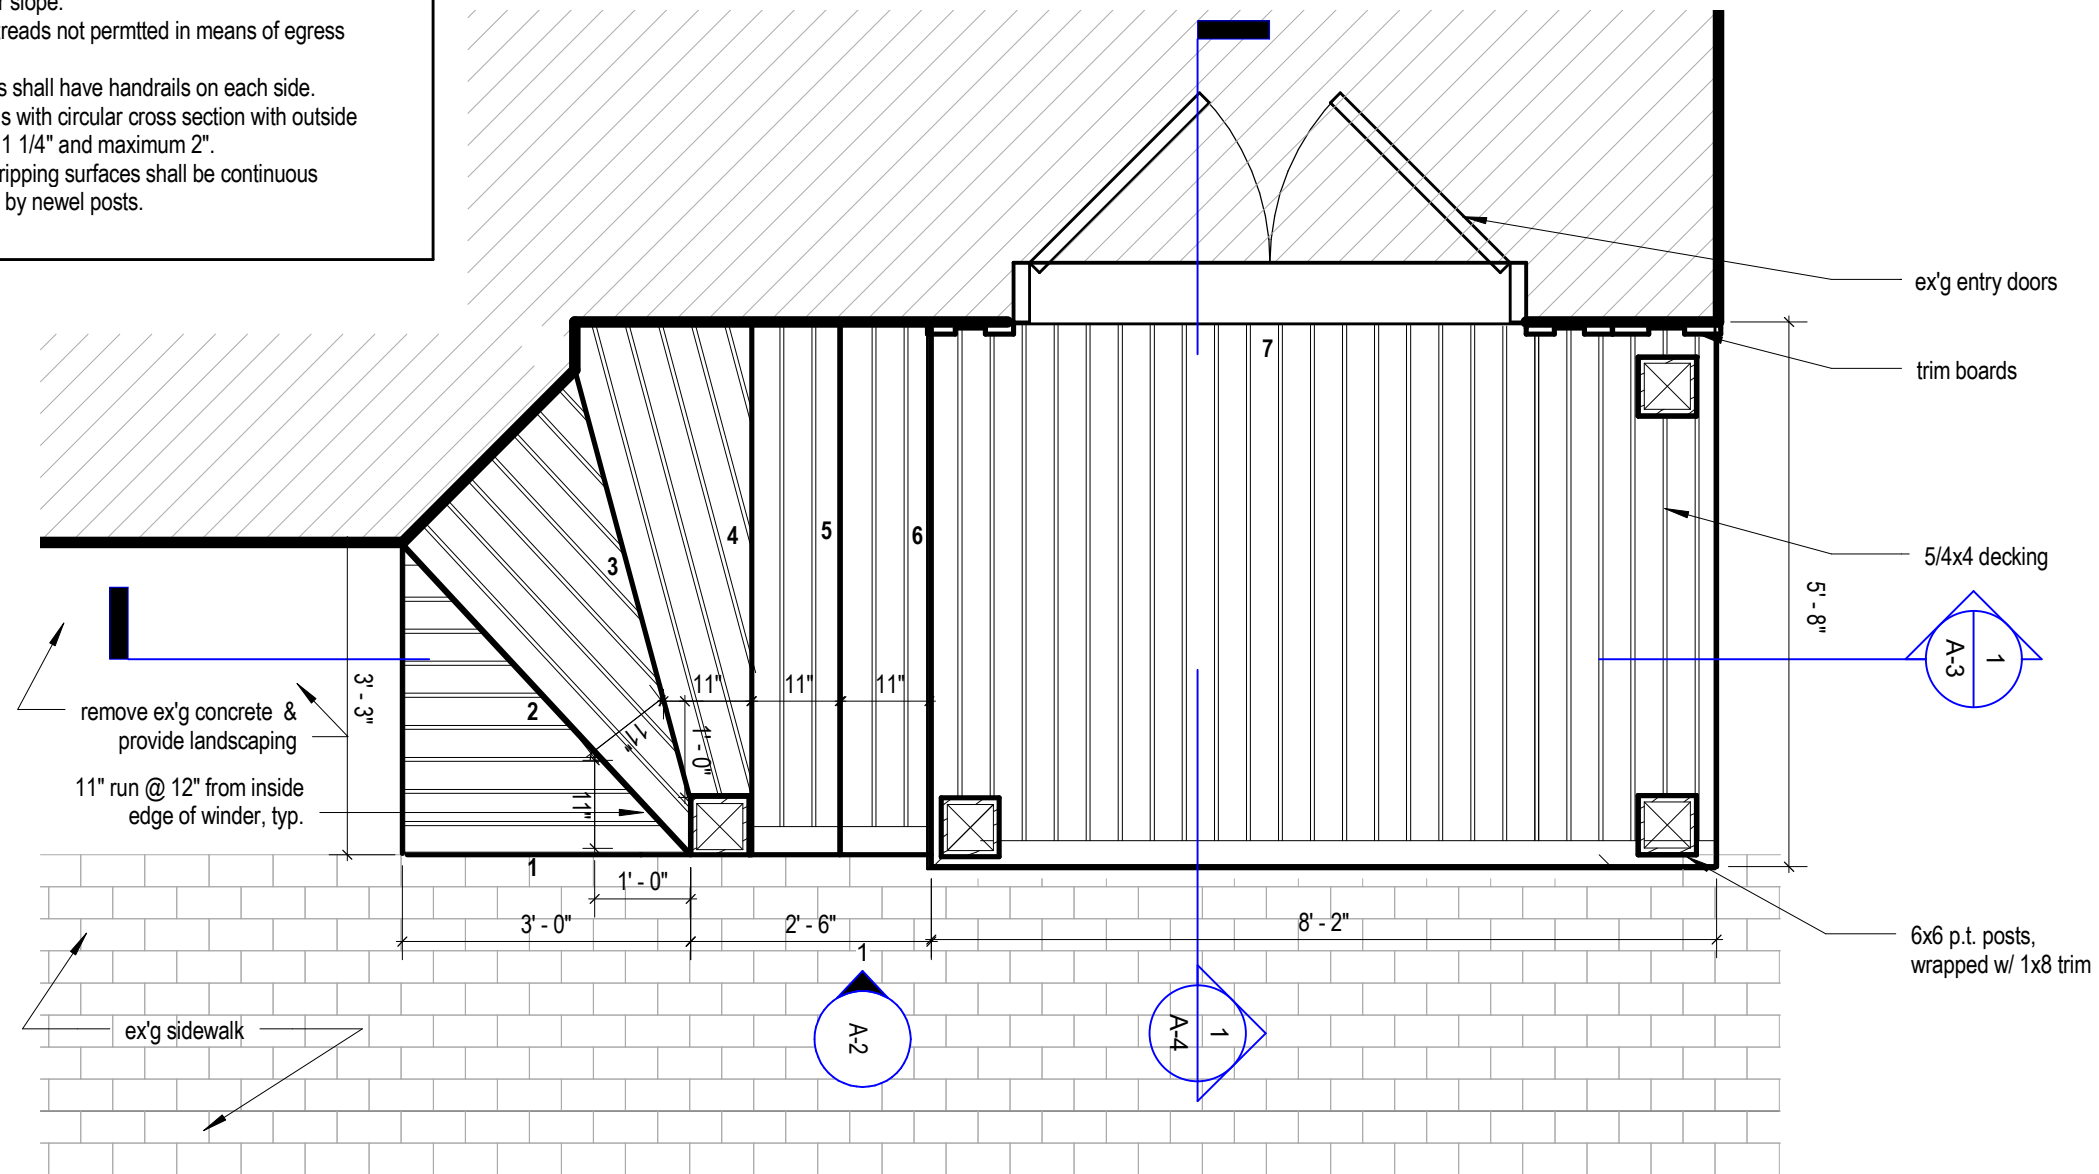 slope.
treads not permtted in means of egress
s shall have handrails on each side.
s with circular cross section with outside
1 1/4" and maximum 2".
ripping surfaces shall be continuous
by newel posts.
ex'g entry doors
7
trim boards
4
5
6
3
5/4x4 decking
5' - 8"
1
A-3
3' - 3"
2
11"
11"
11"
11"
1' - 0"
remove ex'g concrete &
provide landscaping
11" run @ 12" from inside
edge of winder, typ.
11"
1
1' - 0"
3' - 0"
2' - 6"
8' - 2"
6x6 p.t. posts,
wrapped w/ 1x8 trim
1
A-2
1
A-4
ex'g sidewalk